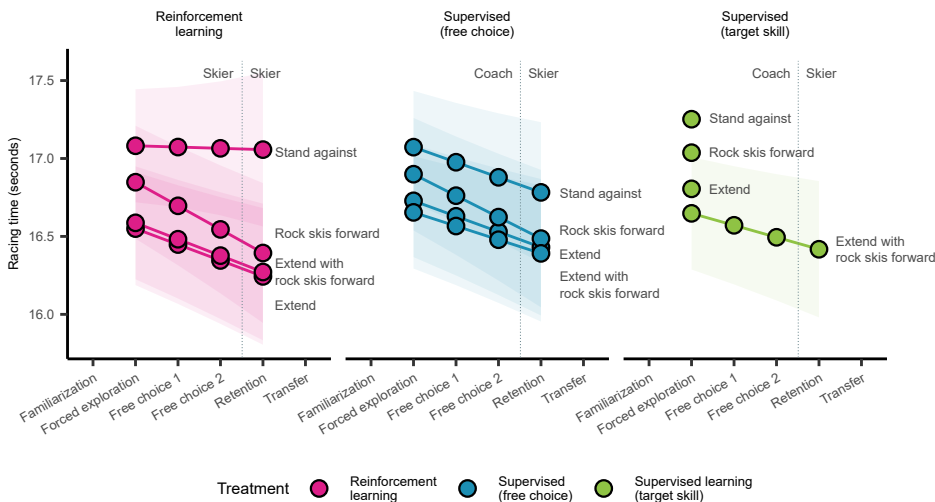 Reinforcement
learning
Supervised
(free choice)
Supervised
(target skill)
Racing time (seconds)
17.5
17.0
16.5
16.0
Skier
Skier
Stand against
Rock skis forward
Extend with
rock skis forward
Extend
Coach
Skier
Stand against
Rock skis forward
Extend
Extend with
rock skis forward
Coach
Skier
Stand against
Rock skis forward
Extend
Extend with
rock skis forward
Familiarization
Forced exploration
Free choice 1
Free choice 2
Retention
Transfer
Familiarization
Forced exploration
Free choice 1
Free choice 2
Retention
Transfer
Familiarization
Forced exploration
Free choice 1
Free choice 2
Retention
Transfer
Treatment
Reinforcement
learning
Supervised
(free choice)
Supervised learning
(target skill)